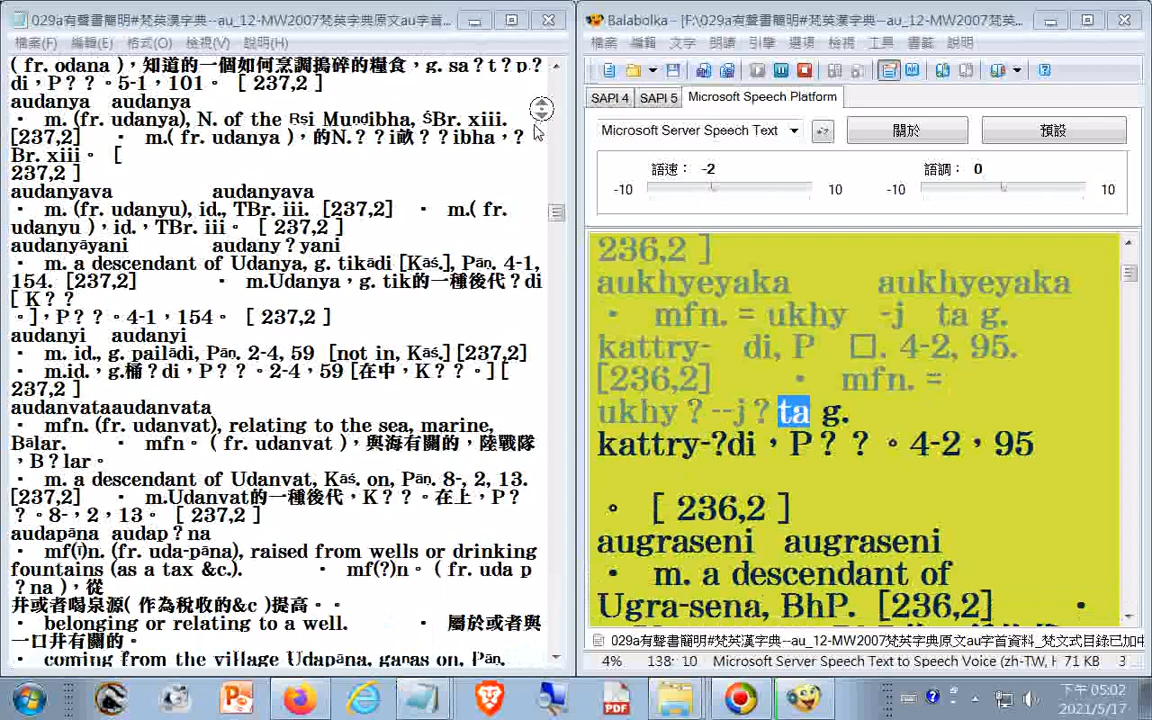 029a有聲書簡明#梵英漢字典--au_12-MW2007梵英字典原文au字首...
檔案(F) 編輯(E) 格式(O) 檢視(V) 說明(H)
( fr. odana )，知道的一個如何烹調搗碎的糧食，g. sa？t？p？
di，P？？。5-1，101。 [ 237,2 ]
audanya audanya
• m. (fr. udanya), N. of the Ṛṣi Muṇḍibha, ŚBr. xiii.
[237,2] • m.( fr. udanya )，的N.？？i畝？？ibha，？
Br. xiii。 [
237,2 ]
audanyava audanyava
• m. (fr. udanyu), id., TBr. iii. [237,2] • m.( fr.
udanyu )，id.，TBr. iii。 [ 237,2 ]
audanyāyani audany？yani
• m. a descendant of Udanya, g. tikādi [Kāś.], Pāṇ. 4-1,
154. [237,2] • m.Udanya，g. tik的一種後代？di
[ K？？
。]，P？？。4-1，154。 [ 237,2 ]
audanyi audanyi
• m. id., g. pailādi, Pāṇ. 2-4, 59 [not in, Kāś.] [237,2]
• m.id.，g.桶？di，P？？。2-4，59 [在中，K？？。] [
237,2 ]
audanvataaudanvata
• mfn. (fr. udanvat), relating to the sea, marine,
Bālar. • mfn。 ( fr. udanvat )，與海有關的，陸戰隊
，B？lar。
• m. a descendant of Udanvat, Kāś. on, Pāṇ. 8-, 2, 13.
[237,2] • m.Udanvat的一種後代，K？？。在上，P？
？。8-，2，13。 [ 237,2 ]
audapāna audap？na
• mf(ī)n. (fr. uda-pāna), raised from wells or drinking
fountains (as a tax &c.). • mf(?)n。 ( fr. uda p
？na )，從
井或者喝泉源( 作為稅收的&c )提高。。
• belonging or relating to a well. • 屬於或者與
一口井有關的。
• coming from the village Udapāna, gaṇas on, Pāṇ.
Balabolka - [F:\029a有聲書簡明#梵英漢字典--au_12-MW2007梵英...
檔案 編輯 文字 朗讀 引擎 選項 檢視 工具 書籤 說明
SAPI 4 SAPI 5 Microsoft Speech Platform
Microsoft Server Speech Text 關於 預設
語速： -2 語調： 0
-10 10 -10 10
236,2 ]
aukhyeyaka aukhyeyaka
• mfn. = ukhy -j ta g.
kattry- di, P □. 4-2, 95.
[236,2] • mfn. =
ukhy？--j？ta g.
kattry-?di，P？？。4-2，95
。 [ 236,2 ]
augraseni augraseni
• m. a descendant of
Ugra-sena, BhP. [236,2] •
029a有聲書簡明#梵英漢字典--au_12-MW2007梵英字典原文au字首資料_梵文式目錄已加中
4% 138: 10 Microsoft Server Speech Text to Speech Voice (zh-TW, H 71 KB 3
下午 05:02
2021/5/17